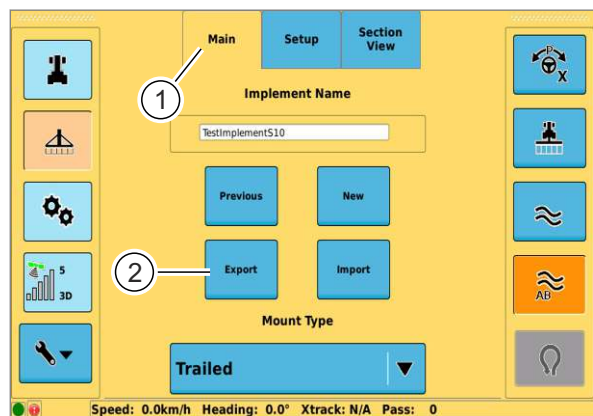 Main
Setup
Section
View
P
X
1
Implement Name
TestImplementS10
Previous
New
5
3D
2
Export
Import
AB
Mount Type
Trailed
Speed: 0.0km/h Heading: 0.0° Xtrack: N/A Pass: 0